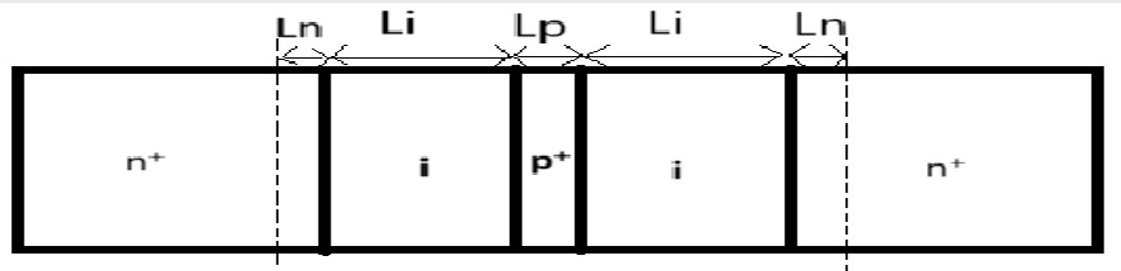 Ln Li Lp Li Ln
n⁺ i p⁺ i n⁺